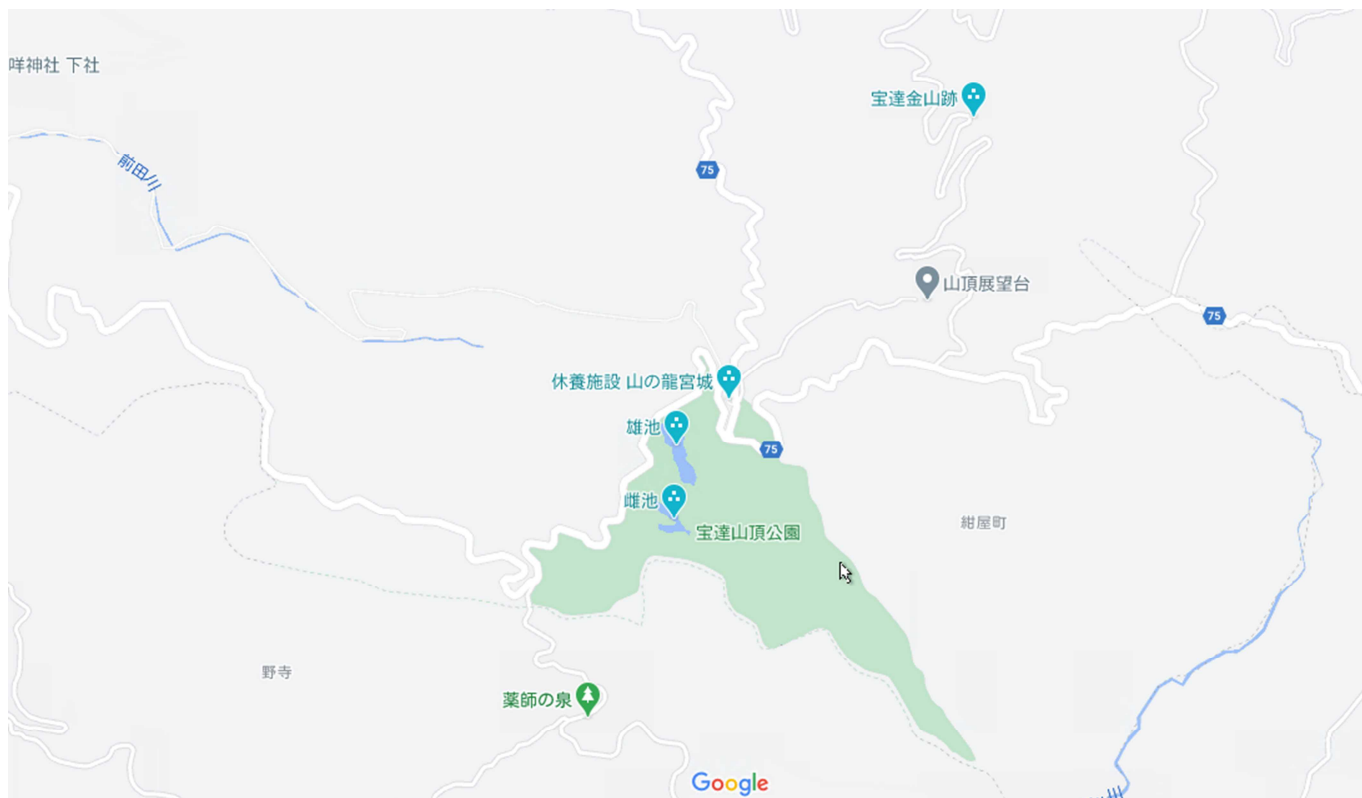 咩神社 下社
宝達金山跡
前田川
75
山頂展望台
75
休養施設 山の龍宮城
雄池
75
雌池
紺屋町
宝達山頂公園
野寺
薬師の泉
Google